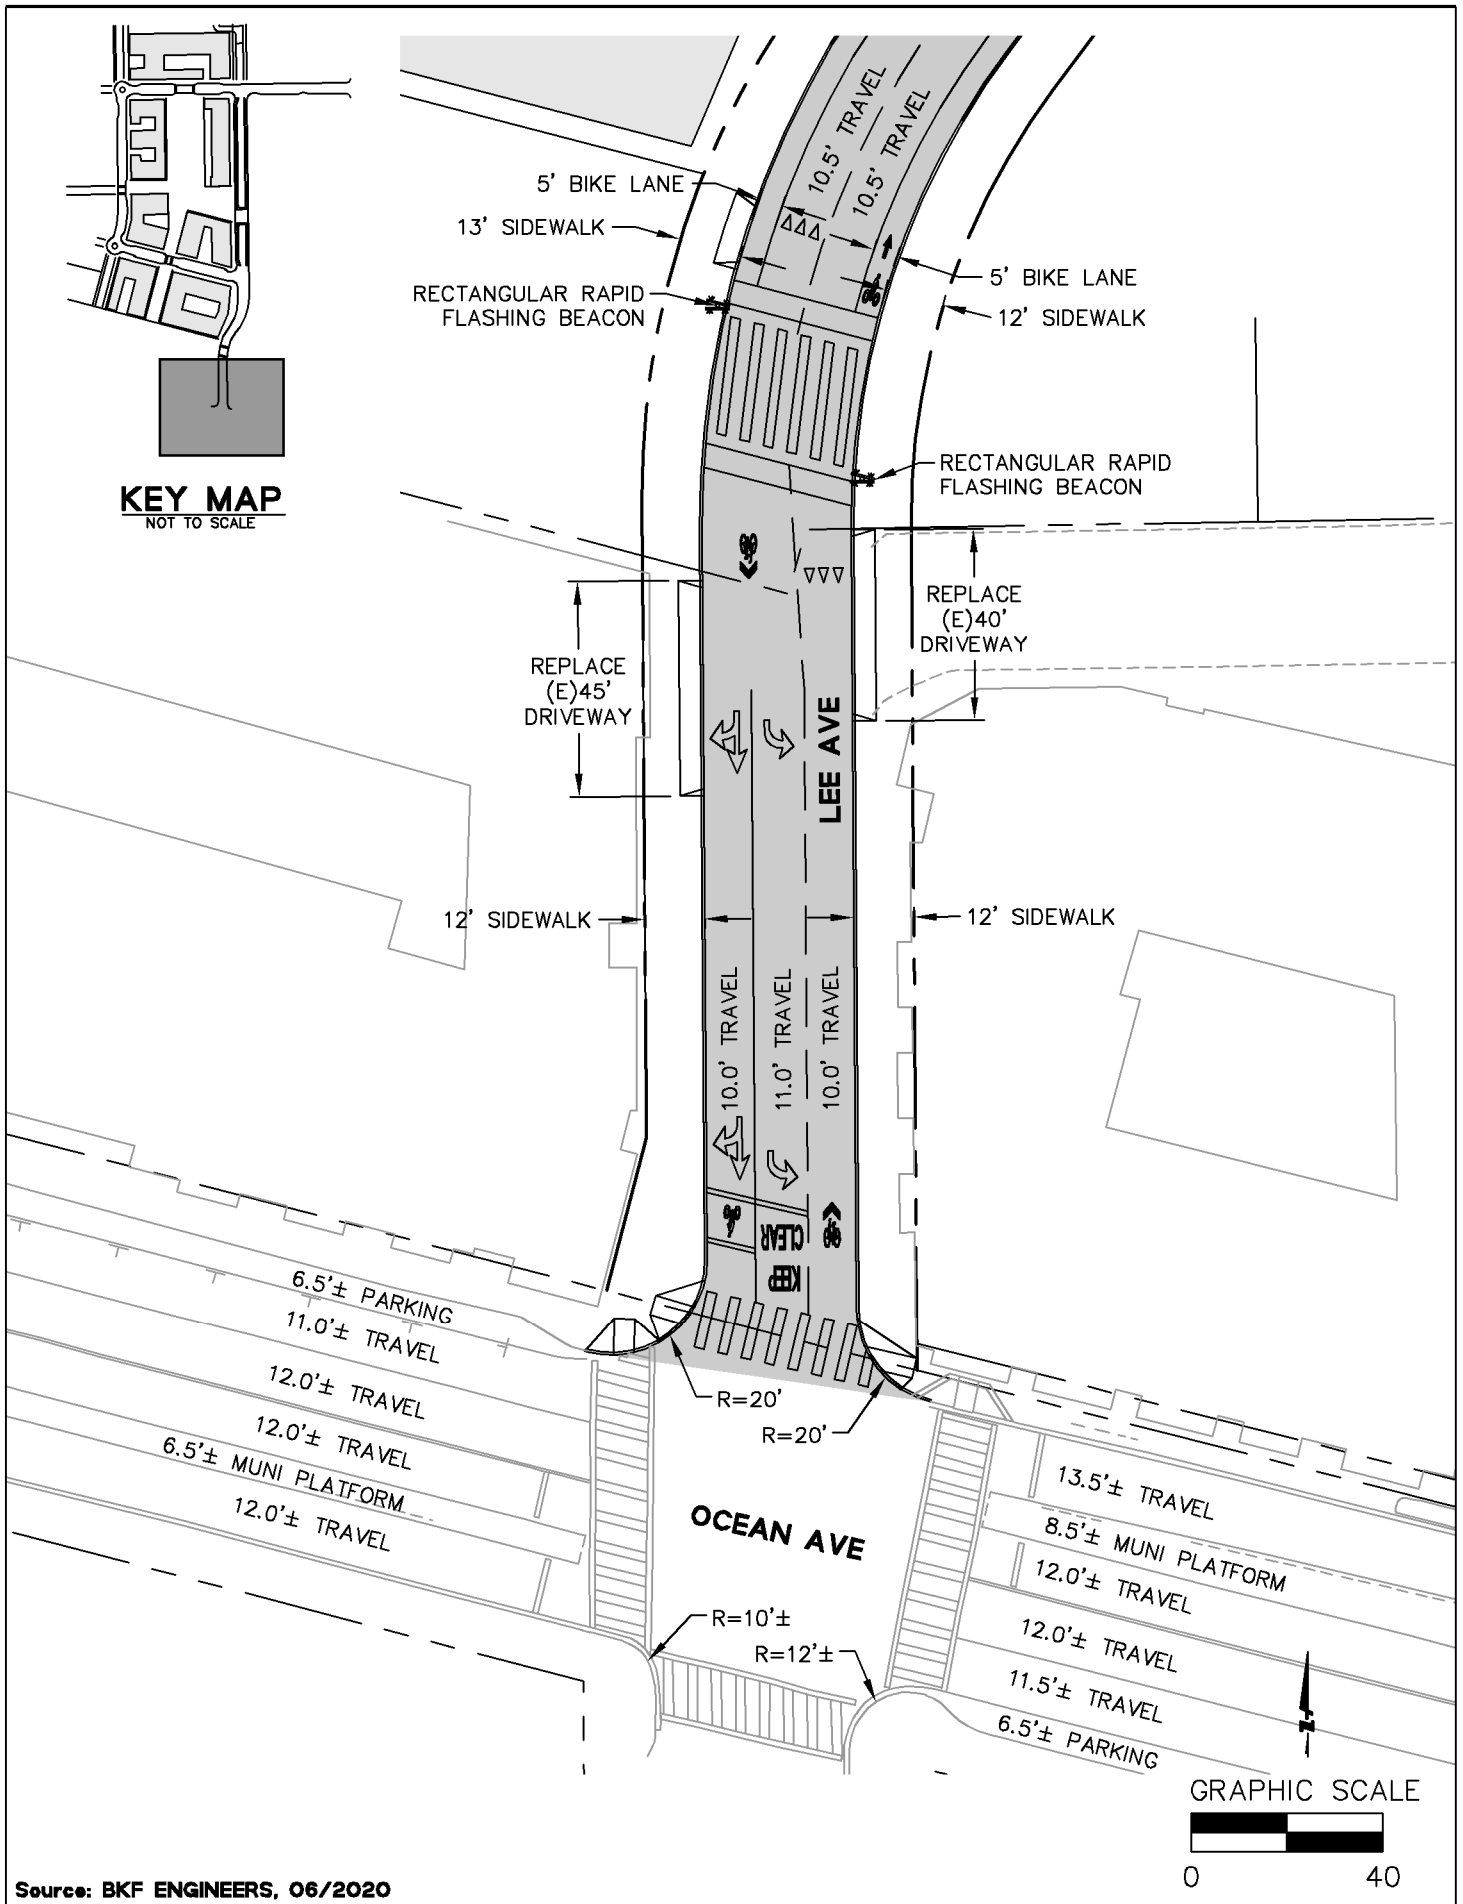 10.5' TRAVEL
10.5' TRAVEL
5' BIKE LANE
13' SIDEWALK
5' BIKE LANE
RECTANGULAR RAPID
FLASHING BEACON
12' SIDEWALK
KEY MAP
NOT TO SCALE
RECTANGULAR RAPID
FLASHING BEACON
REPLACE
(E)40'
DRIVEWAY
REPLACE
(E)45'
DRIVEWAY
LEE AVE
12' SIDEWALK
12' SIDEWALK
10.0' TRAVEL
11.0' TRAVEL
10.0' TRAVEL
CLEAR
KEEP
6.5'± PARKING
11.0'± TRAVEL
12.0'± TRAVEL
12.0'± TRAVEL
6.5'± MUNI PLATFORM
12.0'± TRAVEL
R=20'
R=20'
OCEAN AVE
13.5'± TRAVEL
8.5'± MUNI PLATFORM
12.0'± TRAVEL
12.0'± TRAVEL
11.5'± TRAVEL
6.5'± PARKING
R=10'±
R=12'±
N
GRAPHIC SCALE
0 40
Source: BKF ENGINEERS, 06/2020